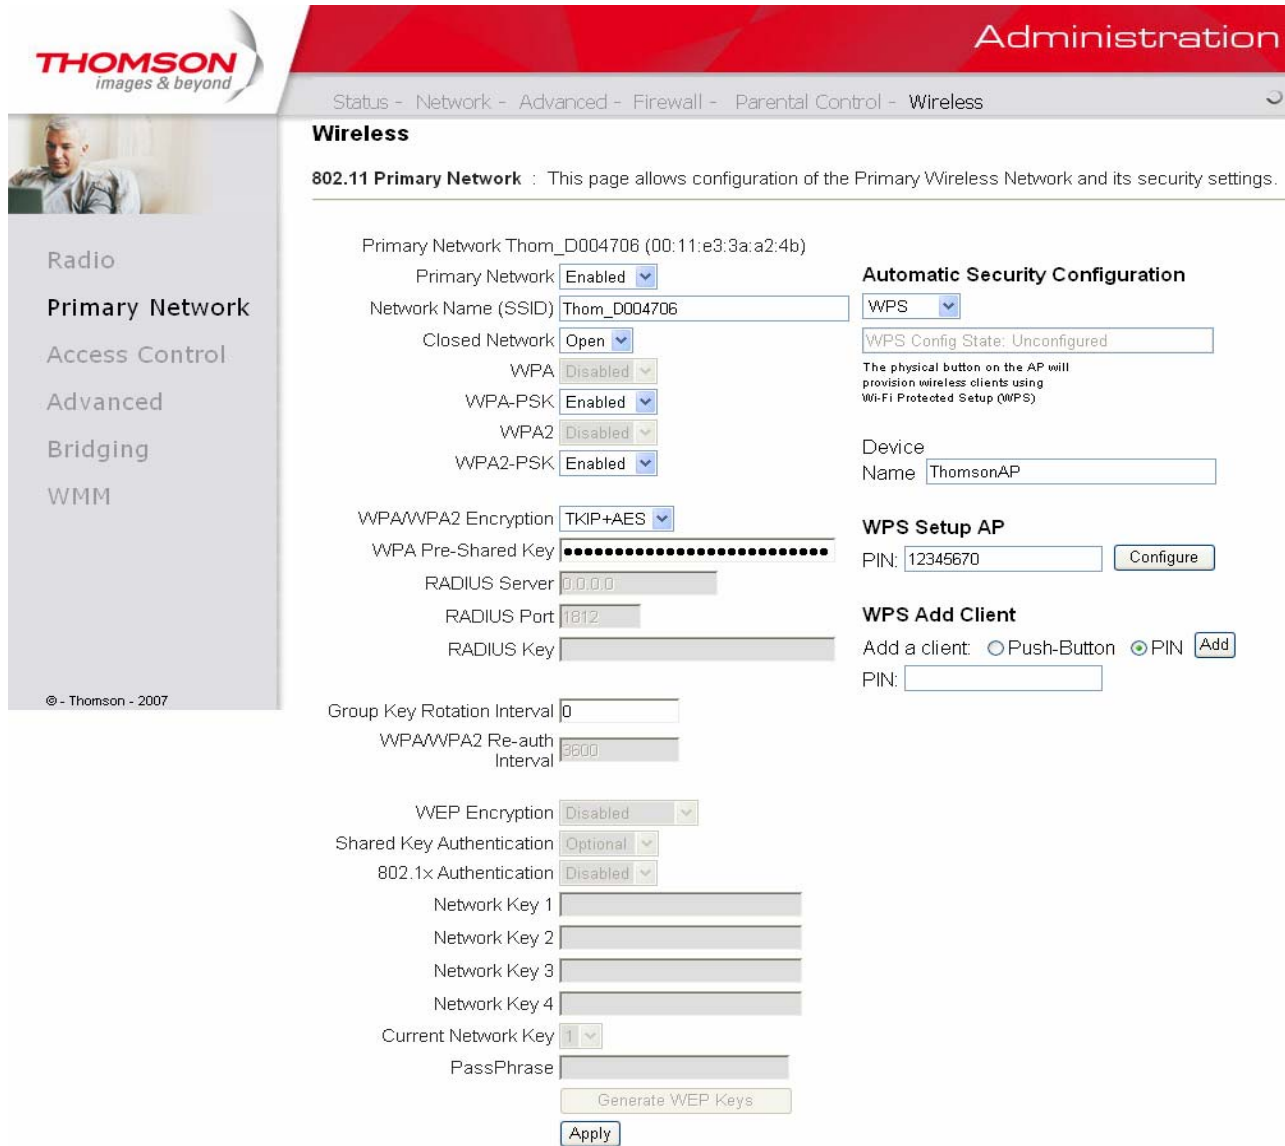 THOMSON
images & beyond
Administration
Status - Network - Advanced - Firewall - Parental Control - Wireless
Wireless
802.11 Primary Network : This page allows configuration of the Primary Wireless Network and its security settings.
Radio
Primary Network
Access Control
Advanced
Bridging
WMM
© - Thomson - 2007
Primary Network Thom_D004706 (00:11:e3:3a:a2:4b)
Primary Network Enabled
Network Name (SSID) Thom_D004706
Closed Network Open
WPA Disabled
WPA-PSK Enabled
WPA2 Disabled
WPA2-PSK Enabled
WPA/WPA2 Encryption TKIP+AES
WPA Pre-Shared Key ••••••••••••••••••••••••••
RADIUS Server 0.0.0.0
RADIUS Port 1812
RADIUS Key
Group Key Rotation Interval 0
WPA/WPA2 Re-auth
Interval 3600
WEP Encryption Disabled
Shared Key Authentication Optional
802.1x Authentication Disabled
Network Key 1
Network Key 2
Network Key 3
Network Key 4
Current Network Key 1
PassPhrase
Generate WEP Keys
Apply
Automatic Security Configuration
WPS
WPS Config State: Unconfigured
The physical button on the AP will
provision wireless clients using
Wi-Fi Protected Setup (WPS)
Device
Name ThomsonAP
WPS Setup AP
PIN: 12345670 Configure
WPS Add Client
Add a client: Push-Button PIN Add
PIN: